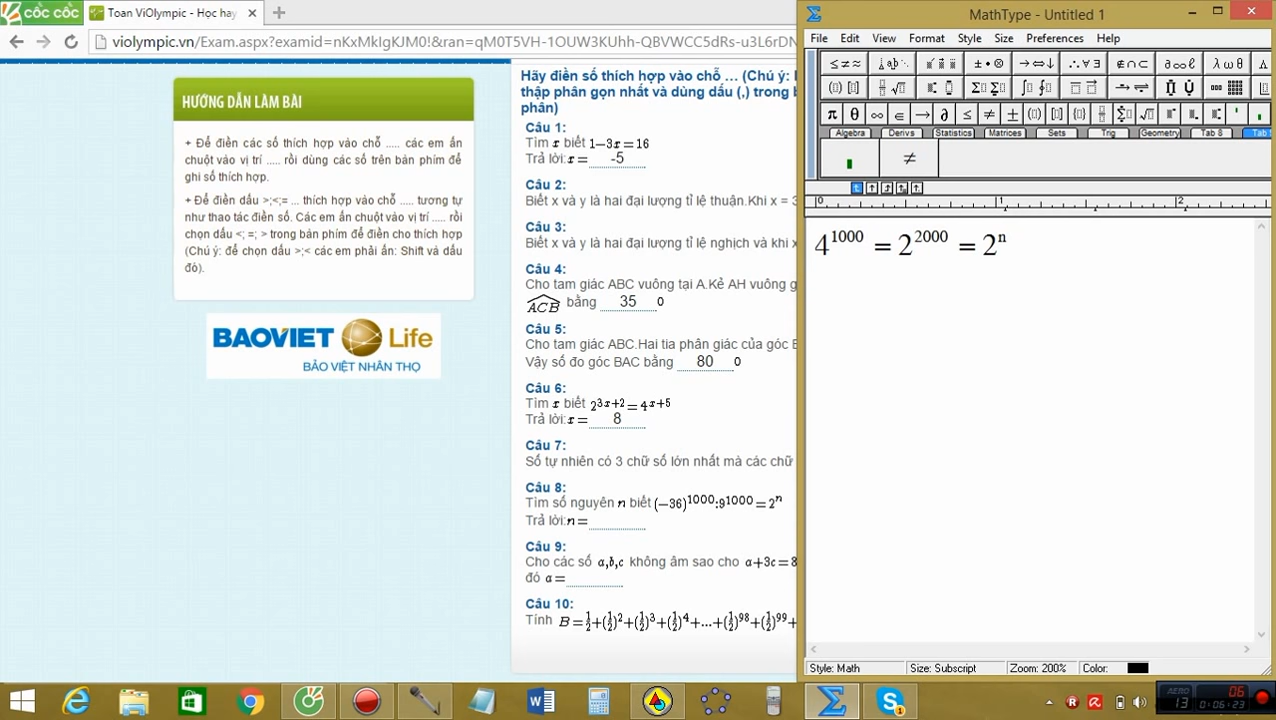 cốc cốc
Toan ViOlympic - Học hay
violympic.vn/Exam.aspx?examid=nKxMkIgKJM0!&ran=qM0T5VH-1OUW3KUhh-QBVWCC5dRs-u3L6rDN
HƯỚNG DẪN LÀM BÀI
+ Để điền các số thích hợp vào chỗ ..... các em ấn
chuột vào vị trí ..... rồi dùng các số trên bàn phím để
ghi số thích hợp.
+ Để điền dấu >;<;= ... thích hợp vào chỗ ..... tương tự
như thao tác điền số. Các em ấn chuột vào vị trí ..... rồi
chọn dấu <; =; > trong bàn phím để điền cho thích hợp
(Chú ý: để chọn dấu >;< các em phải ấn: Shift và dấu
đó).
BAOVIET Life
BẢO VIỆT NHÂN THỌ
Hãy điền số thích hợp vào chỗ ... (Chú ý:
thập phân gọn nhất và dùng dấu (,) trong
phân)
Câu 1:
Tìm x biết 1−3x=16
Trả lời:x= -5
Câu 2:
Biết x và y là hai đại lượng tỉ lệ thuận.Khi x = 3
Câu 3:
Biết x và y là hai đại lượng tỉ lệ nghịch và khi x
Câu 4:
Cho tam giác ABC vuông tại A.Kẻ AH vuông g
ACB bằng 35 0
Câu 5:
Cho tam giác ABC.Hai tia phân giác của góc B
Vậy số đo góc BAC bằng 80 0
Câu 6:
Tìm x biết 2^{3x+2}=4^{x+5}
Trả lời:x= 8
Câu 7:
Số tự nhiên có 3 chữ số lớn nhất mà các chữ
Câu 8:
Tìm số nguyên n biết (−36)^{1000}:9^{1000}=2^n
Trả lời:n=
Câu 9:
Cho các số a,b,c không âm sao cho a+3c=8
đó a=
Câu 10:
Tính B=1/2+(1/2)^2+(1/2)^3+(1/2)^4+...+(1/2)^{98}+(1/2)^{99}+
MathType - Untitled 1
File Edit View Format Style Size Preferences Help
Algebra Derivs Statistics Matrices Sets Trig Geometry Tab 8
≠
0 1 2
4^{1000} = 2^{2000} = 2^n
Style: Math Size: Subscript Zoom: 200% Color:
AERO 13 06 0:06:23